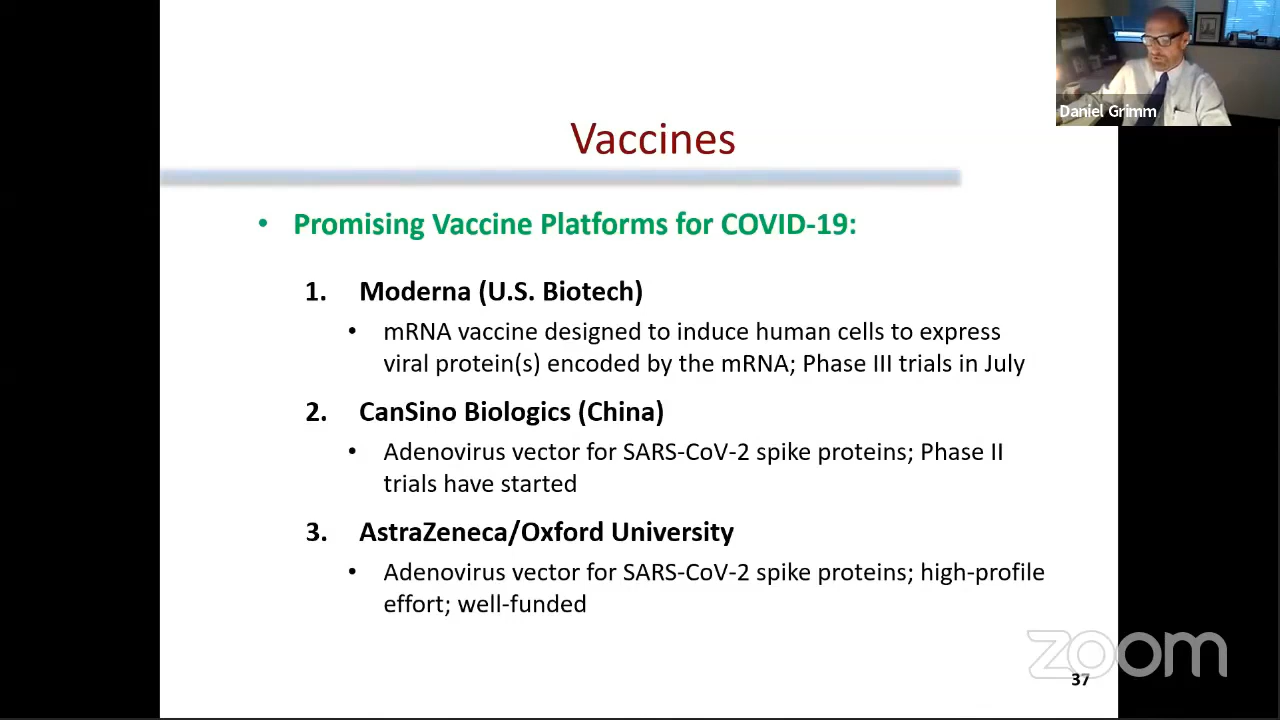 Daniel Grimm
Vaccines
• Promising Vaccine Platforms for COVID-19:
1. Moderna (U.S. Biotech)
• mRNA vaccine designed to induce human cells to express
viral protein(s) encoded by the mRNA; Phase III trials in July
2. CanSino Biologics (China)
• Adenovirus vector for SARS-CoV-2 spike proteins; Phase II
trials have started
3. AstraZeneca/Oxford University
• Adenovirus vector for SARS-CoV-2 spike proteins; high-profile
effort; well-funded
zoom
37